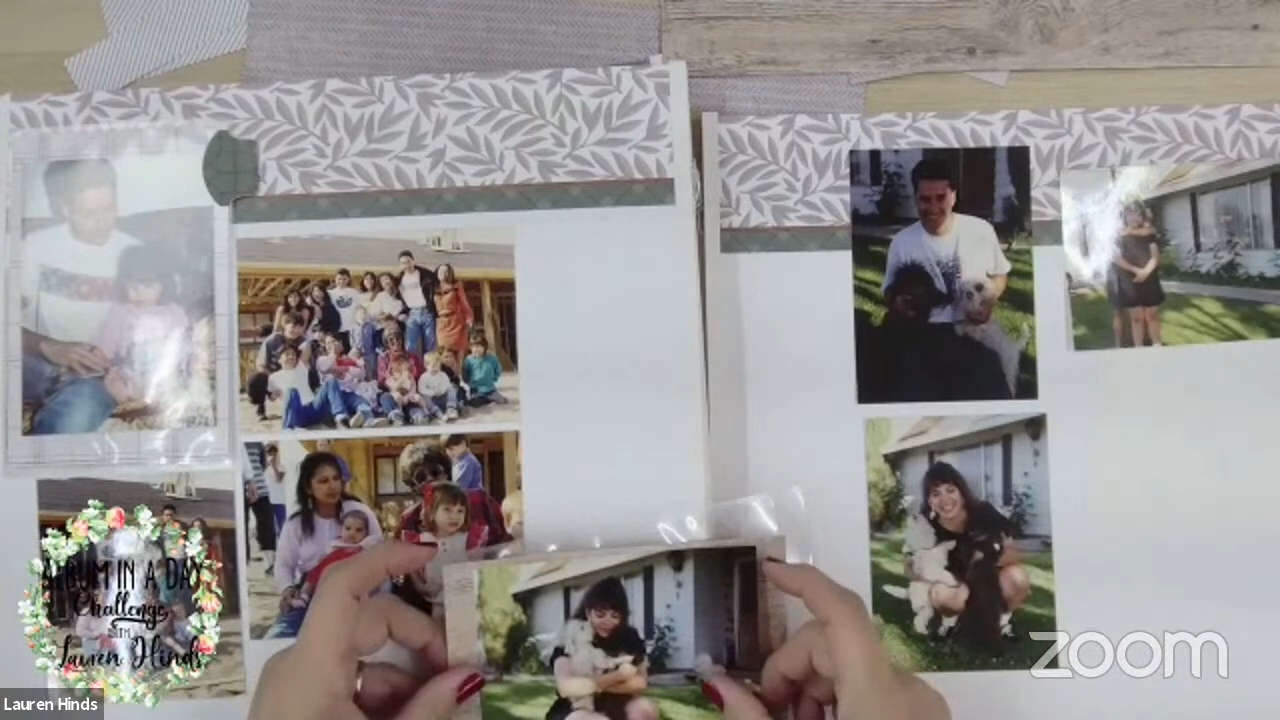 ALBUM IN A DAY
Challenge
WITH
Lauren Hinds
Lauren Hinds
zoom